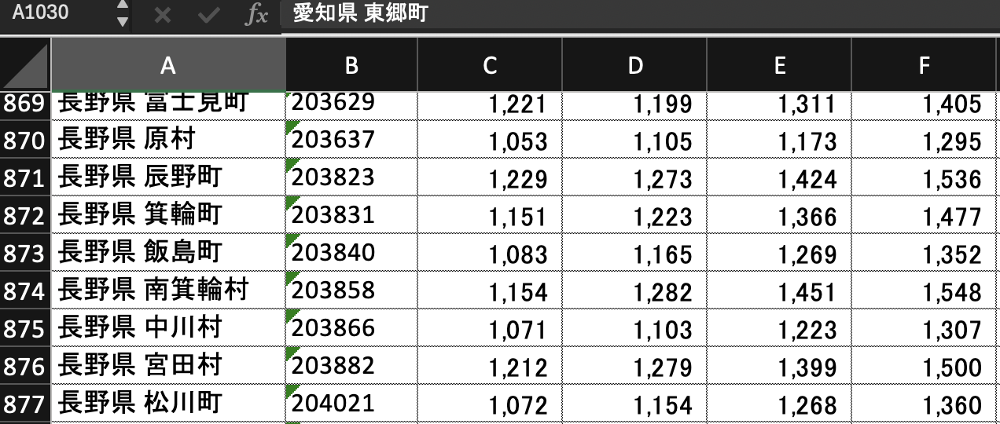 A1030 fx 愛知県 東郷町
A B C D E F
869 長野県 富士見町 203629 1,221 1,199 1,311 1,405
870 長野県 原村 203637 1,053 1,105 1,173 1,295
871 長野県 辰野町 203823 1,229 1,273 1,424 1,536
872 長野県 箕輪町 203831 1,151 1,223 1,366 1,477
873 長野県 飯島町 203840 1,083 1,165 1,269 1,352
874 長野県 南箕輪村 203858 1,154 1,282 1,451 1,548
875 長野県 中川村 203866 1,071 1,103 1,223 1,307
876 長野県 宮田村 203882 1,212 1,279 1,399 1,500
877 長野県 松川町 204021 1,072 1,154 1,268 1,360